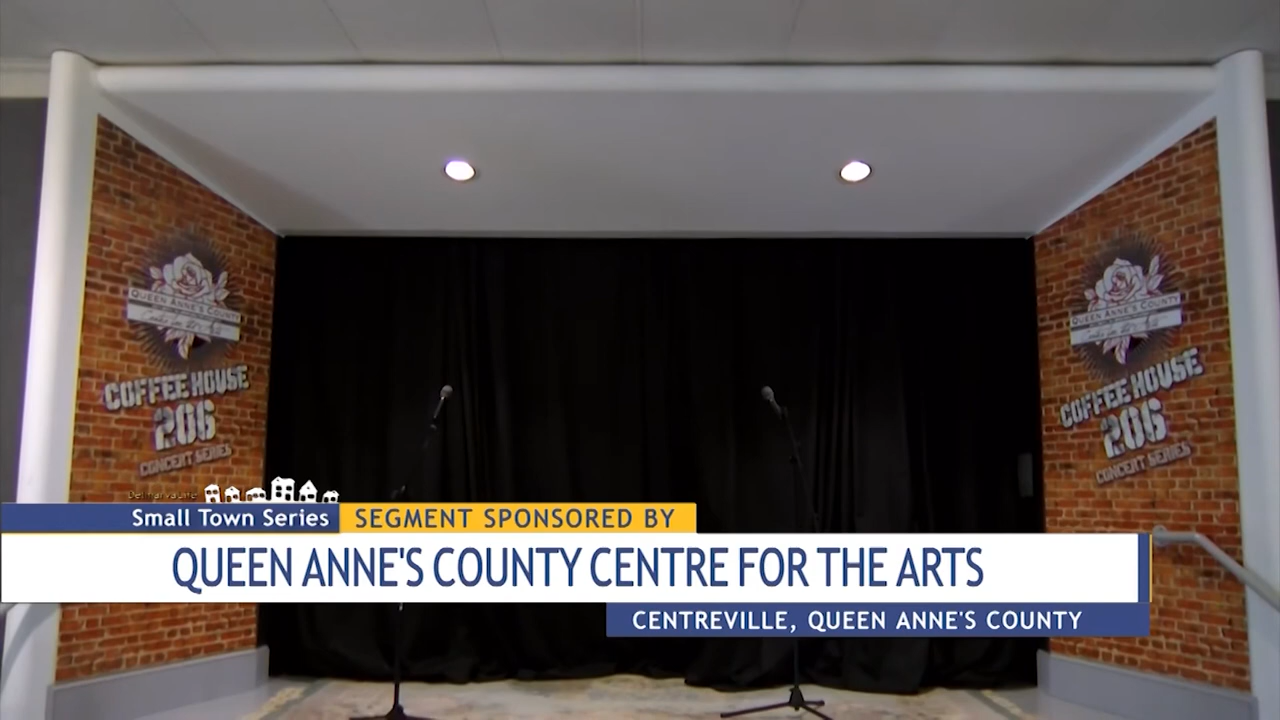 QUEEN ANNE'S COUNTY
COFFEE HOUSE
206
CONCERT SERIES
QUEEN ANNE'S COUNTY
COFFEE HOUSE
206
CONCERT SERIES
DelmarvaLife
Small Town Series
SEGMENT SPONSORED BY
QUEEN ANNE'S COUNTY CENTRE FOR THE ARTS
CENTREVILLE, QUEEN ANNE'S COUNTY